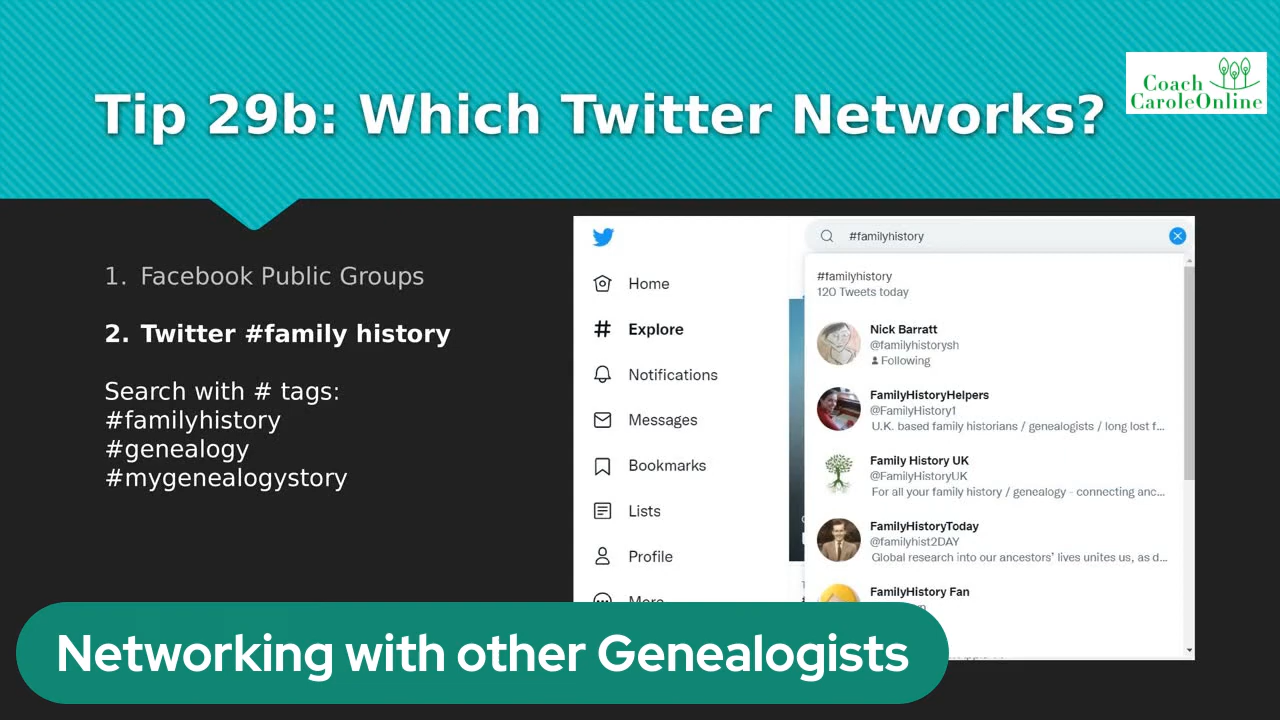 Tip 29b: Which Twitter Networks?
Coach
CaroleOnline
1. Facebook Public Groups
2. Twitter #family history
Search with # tags:
#familyhistory
#genealogy
#mygenealogystory
#familyhistory
Home
Explore
Notifications
Messages
Bookmarks
Lists
Profile
More
#familyhistory
120 Tweets today
Nick Barratt
@familyhistorysh
Following
FamilyHistoryHelpers
@FamilyHistory1
U.K. based family historians / genealogists / long lost f...
Family History UK
@FamilyHistoryUK
For all your family history / genealogy - connecting anc...
FamilyHistoryToday
@familyhist2DAY
Global research into our ancestors' lives unites us, as d...
FamilyHistory Fan
Networking with other Genealogists